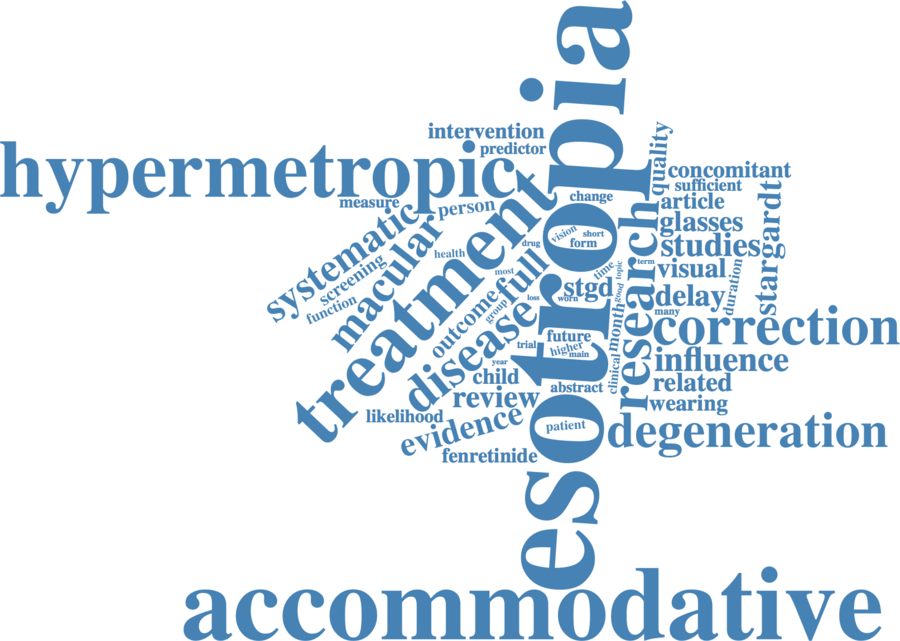 esotropia
accommodative
hypermetropic
treatment
correction
degeneration
research
disease
macular
systematic
intervention
predictor
measure
person
screening
function
health
outcome
full
most
drug
group
loss
change
vision
short
form
time
stgd
worn
good
topic
term
month
clinical
future
trial
higher
main
year
child
abstract
review
likelihood
evidence
fenretinide
patient
quality
concomitant
sufficient
article
glasses
studies
visual
delay
many
duration
stargardt
influence
related
wearing